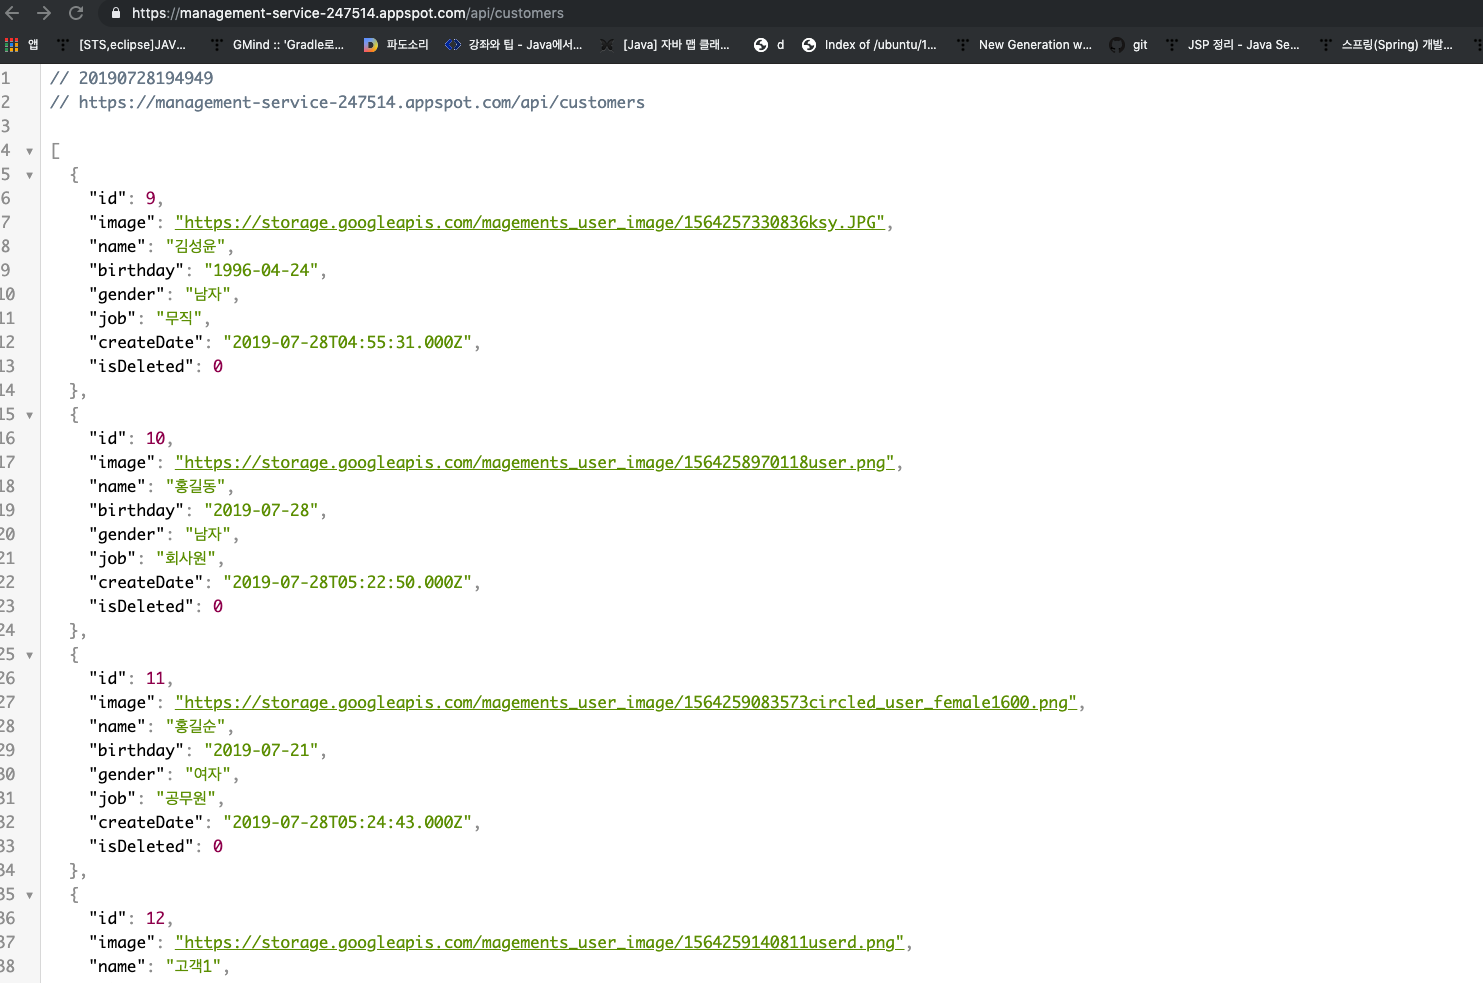 https://management-service-247514.appspot.com/api/customers
앱 [STS,eclipse]JAV... GMind :: 'Gradle로... 파도소리 강좌와 팁 - Java에서... [Java] 자바 맵 클래... d Index of /ubuntu/1... New Generation w... git JSP 정리 - Java Se... 스프링(Spring) 개발...
1 // 20190728194949
2 // https://management-service-247514.appspot.com/api/customers
3
4 [
5 {
6 "id": 9,
7 "image": "https://storage.googleapis.com/magements_user_image/1564257330836ksy.JPG",
8 "name": "김성윤",
9 "birthday": "1996-04-24",
10 "gender": "남자",
11 "job": "무직",
12 "createDate": "2019-07-28T04:55:31.000Z",
13 "isDeleted": 0
14 },
15 {
16 "id": 10,
17 "image": "https://storage.googleapis.com/magements_user_image/1564258970118user.png",
18 "name": "홍길동",
19 "birthday": "2019-07-28",
20 "gender": "남자",
21 "job": "회사원",
22 "createDate": "2019-07-28T05:22:50.000Z",
23 "isDeleted": 0
24 },
25 {
26 "id": 11,
27 "image": "https://storage.googleapis.com/magements_user_image/1564259083573circled_user_female1600.png",
28 "name": "홍길순",
29 "birthday": "2019-07-21",
30 "gender": "여자",
31 "job": "공무원",
32 "createDate": "2019-07-28T05:24:43.000Z",
33 "isDeleted": 0
34 },
35 {
36 "id": 12,
37 "image": "https://storage.googleapis.com/magements_user_image/1564259140811userd.png",
38 "name": "고객1",